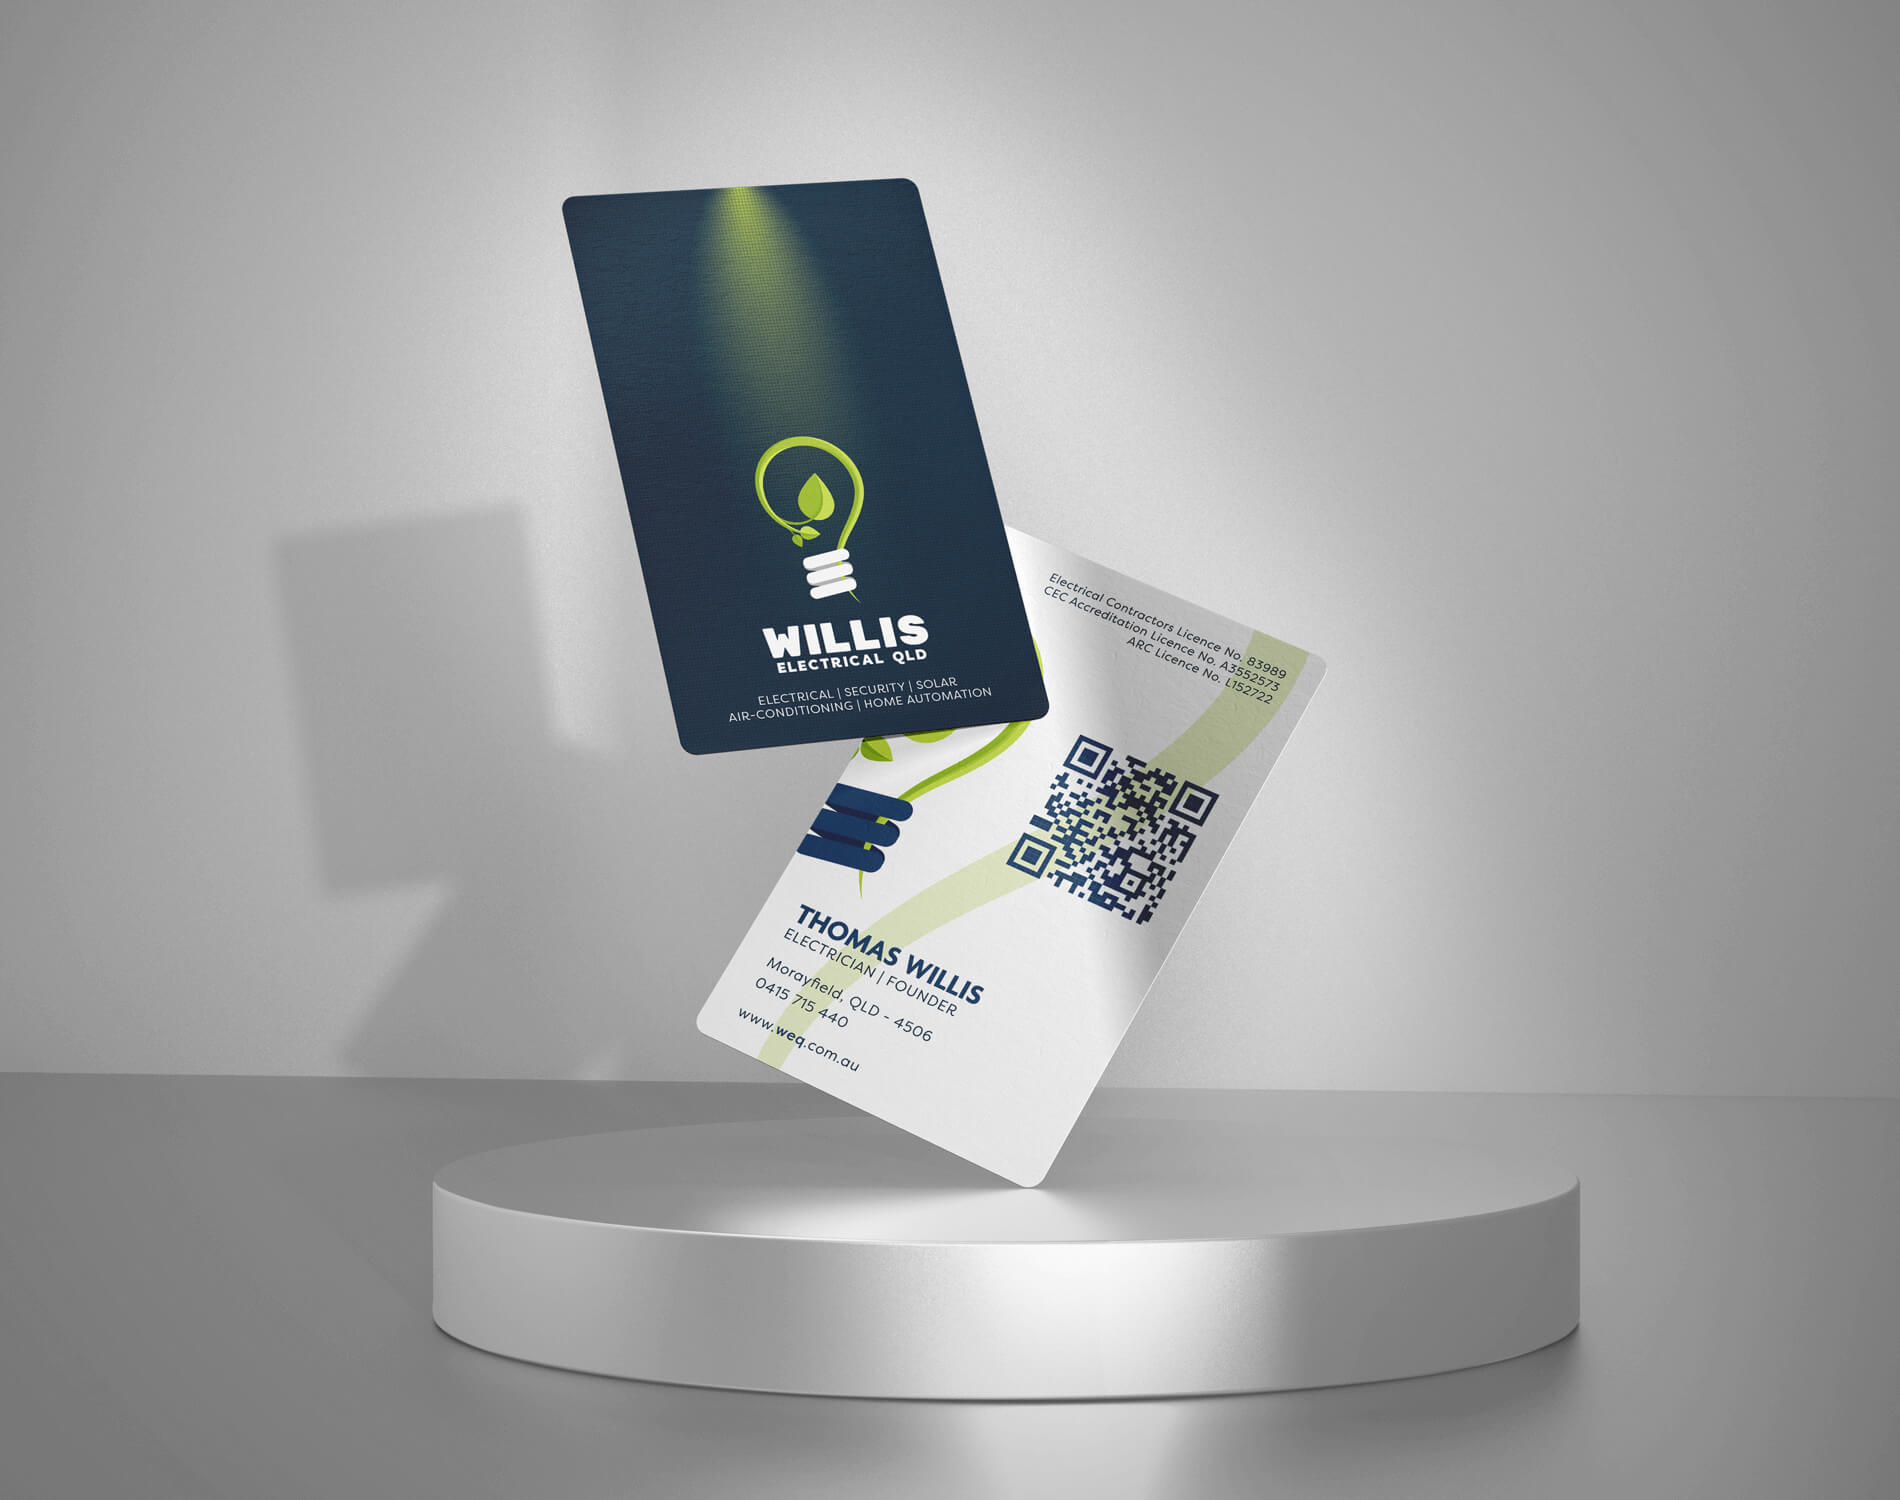 WILLIS
ELECTRICAL QLD
ELECTRICAL | SECURITY | SOLAR
AIR-CONDITIONING | HOME AUTOMATION
Electrical Contractors Licence No. 83989
CEC Accreditation Licence No. A3552573
ARC Licence No. L152722
THOMAS WILLIS
ELECTRICIAN | FOUNDER
Morayfield, QLD - 4506
0415 715 440
www.weq.com.au